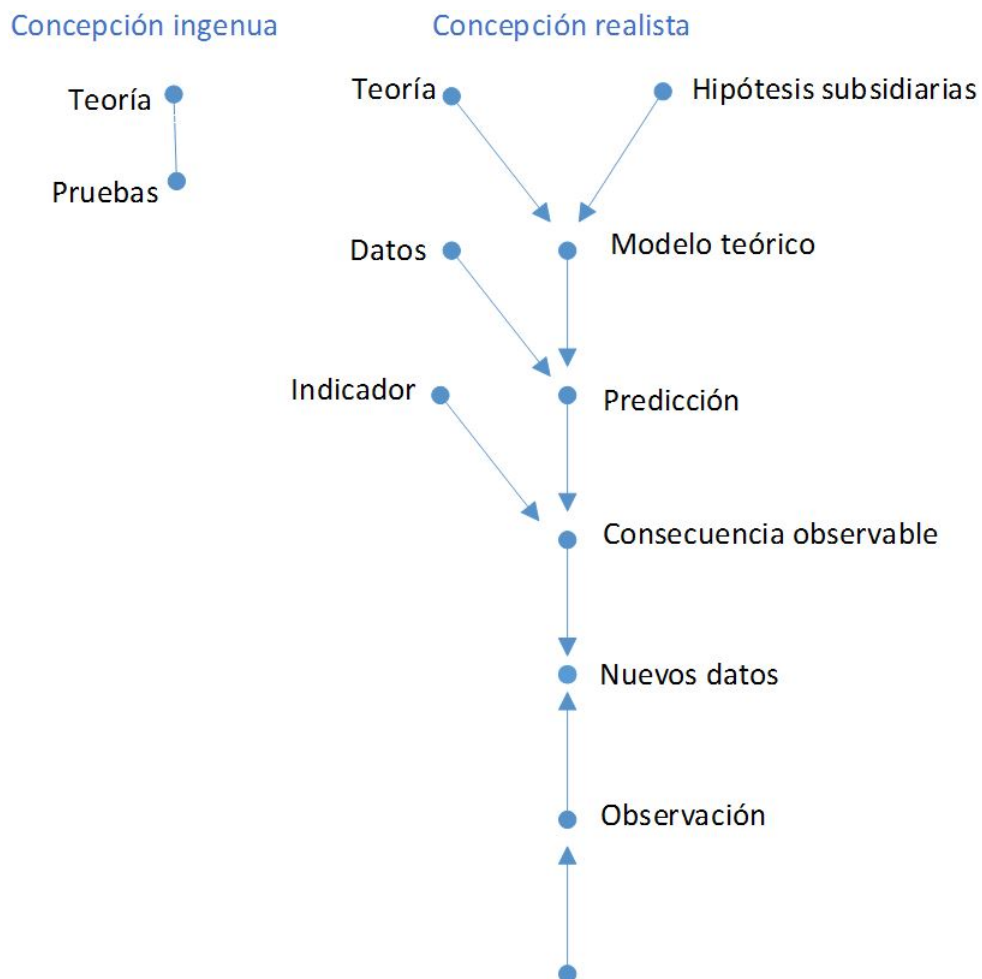 Concepción ingenua
Concepción realista
Teoría
Pruebas
Teoría
Hipótesis subsidiarias
Datos
Modelo teórico
Indicador
Predicción
Consecuencia observable
Nuevos datos
Observación